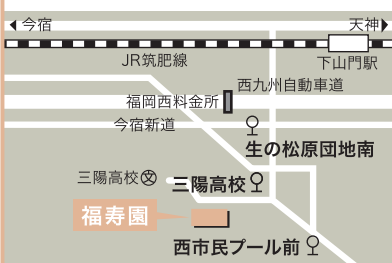 今宿
天神
JR筑肥線
下山門駅
西九州自動車道
福岡西料金所
今宿新道
生の松原団地南
三陽高校
文
三陽高校
福寿園
西市民プール前